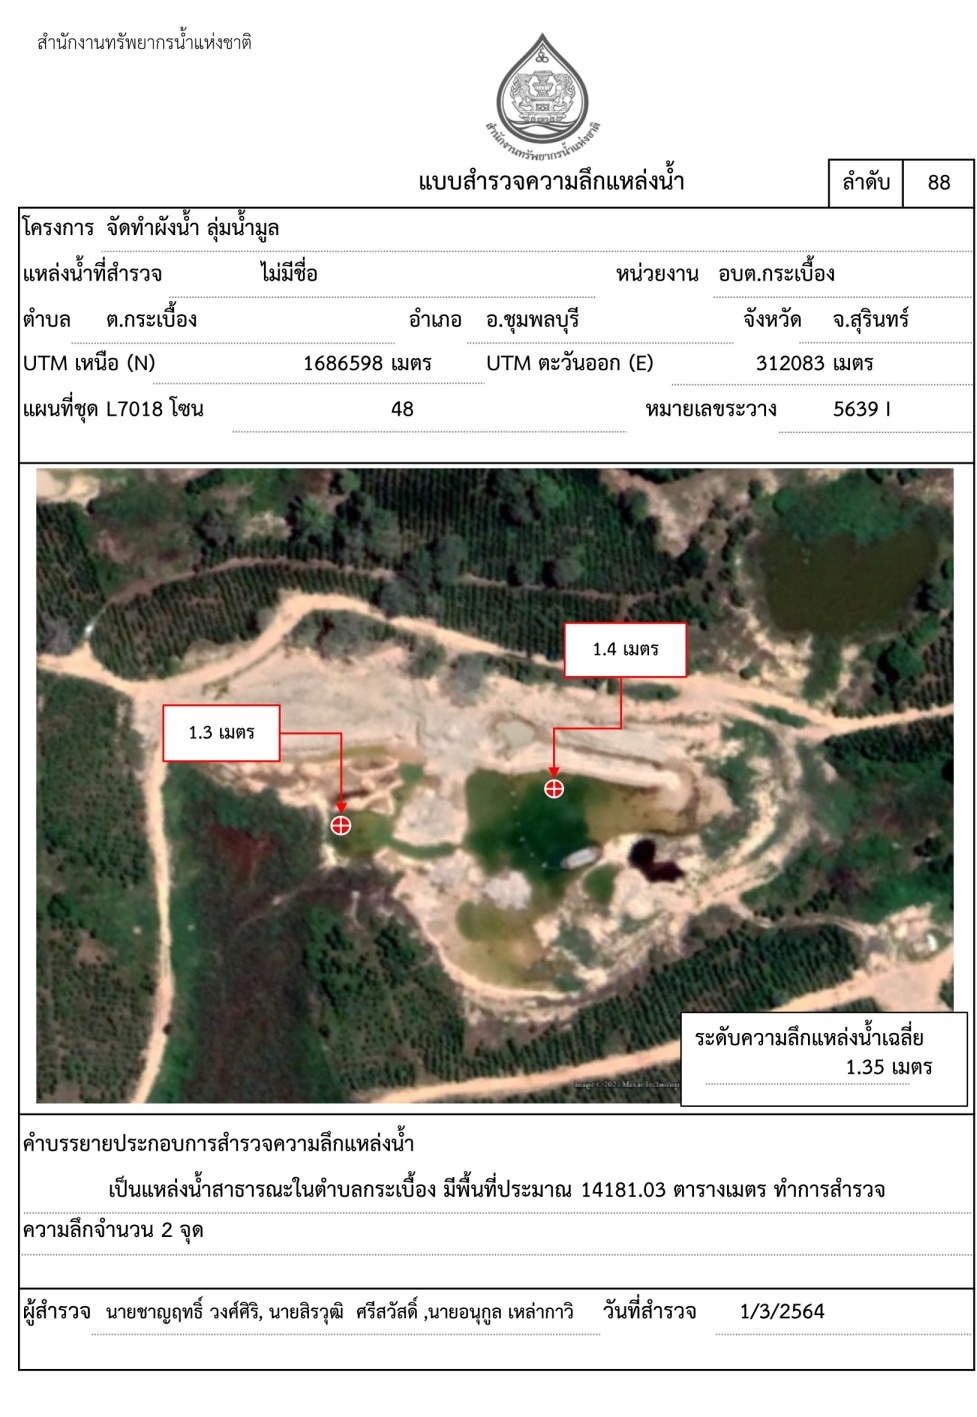 สำนักงานทรัพยากรน้ำแห่งชาติ
สำนักงานทรัพยากรน้ำแห่งชาติ
แบบสำรวจความลึกแหล่งน้ำ
ลำดับ 88
โครงการ จัดทำผังน้ำ ลุ่มน้ำมูล
แหล่งน้ำที่สำรวจ ไม่มีชื่อ หน่วยงาน อบต.กระเบื้อง
ตำบล ต.กระเบื้อง อำเภอ อ.ชุมพลบุรี จังหวัด จ.สุรินทร์
UTM เหนือ (N) 1686598 เมตร UTM ตะวันออก (E) 312083 เมตร
แผนที่ชุด L7018 โซน 48 หมายเลขระวาง 5639 I
1.4 เมตร
1.3 เมตร
ระดับความลึกแหล่งน้ำเฉลี่ย
1.35 เมตร
คำบรรยายประกอบการสำรวจความลึกแหล่งน้ำ
เป็นแหล่งน้ำสาธารณะในตำบลกระเบื้อง มีพื้นที่ประมาณ 14181.03 ตารางเมตร ทำการสำรวจ
ความลึกจำนวน 2 จุด
ผู้สำรวจ นายชาญฤทธิ์ วงศ์ศิริ, นายสิรวุฒิ ศรีสวัสดิ์ ,นายอนุกูล เหล่ากาวิ วันที่สำรวจ 1/3/2564